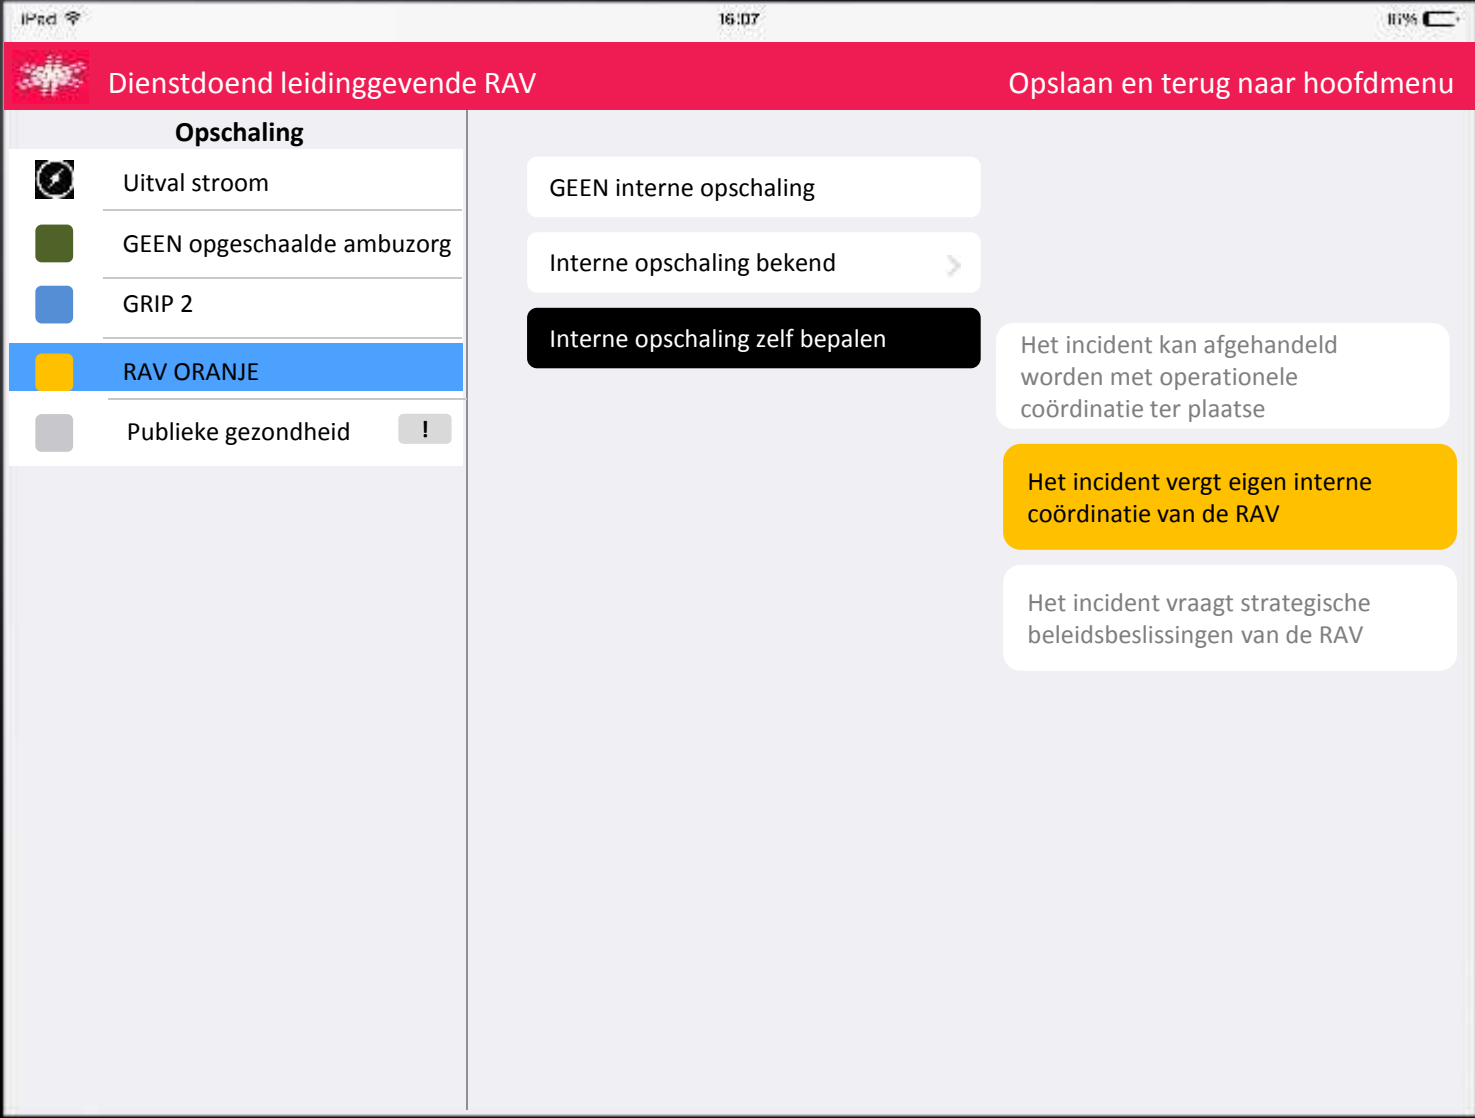 iPad
16:07
Dienstdoend leidinggevende RAV
Opslaan en terug naar hoofdmenu
Opschaling
Uitval stroom
GEEN opgeschaalde ambuzorg
GRIP 2
RAV ORANJE
Publieke gezondheid !
GEEN interne opschaling
Interne opschaling bekend
Interne opschaling zelf bepalen
Het incident kan afgehandeld
worden met operationele
coördinatie ter plaatse
Het incident vergt eigen interne
coördinatie van de RAV
Het incident vraagt strategische
beleidsbeslissingen van de RAV